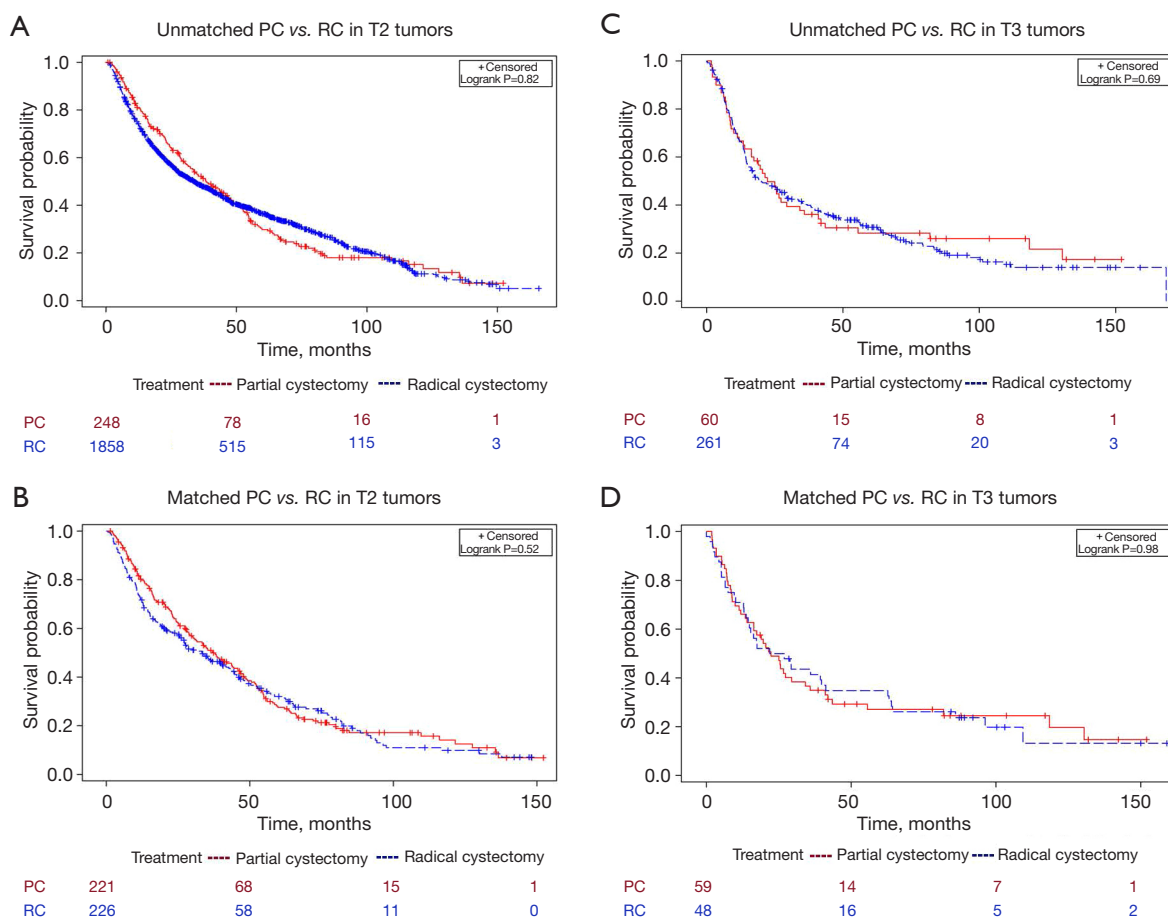 A
Unmatched PC vs. RC in T2 tumors
+ Censored
Logrank P=0.82
Survival probability
1.0
0.8
0.6
0.4
0.2
0.0
0 50 100 150
Time, months
Treatment Partial cystectomy Radical cystectomy
PC 248 78 16 1
RC 1858 515 115 3
C
Unmatched PC vs. RC in T3 tumors
+ Censored
Logrank P=0.69
Survival probability
1.0
0.8
0.6
0.4
0.2
0.0
0 50 100 150
Time, months
Treatment Partial cystectomy Radical cystectomy
PC 60 15 8 1
RC 261 74 20 3
B
Matched PC vs. RC in T2 tumors
+ Censored
Logrank P=0.52
Survival probability
1.0
0.8
0.6
0.4
0.2
0.0
0 50 100 150
Time, months
Treatment Partial cystectomy Radical cystectomy
PC 221 68 15 1
RC 226 58 11 0
D
Matched PC vs. RC in T3 tumors
+ Censored
Logrank P=0.98
Survival probability
1.0
0.8
0.6
0.4
0.2
0.0
0 50 100 150
Time, months
Treatment Partial cystectomy Radical cystectomy
PC 59 14 7 1
RC 48 16 5 2